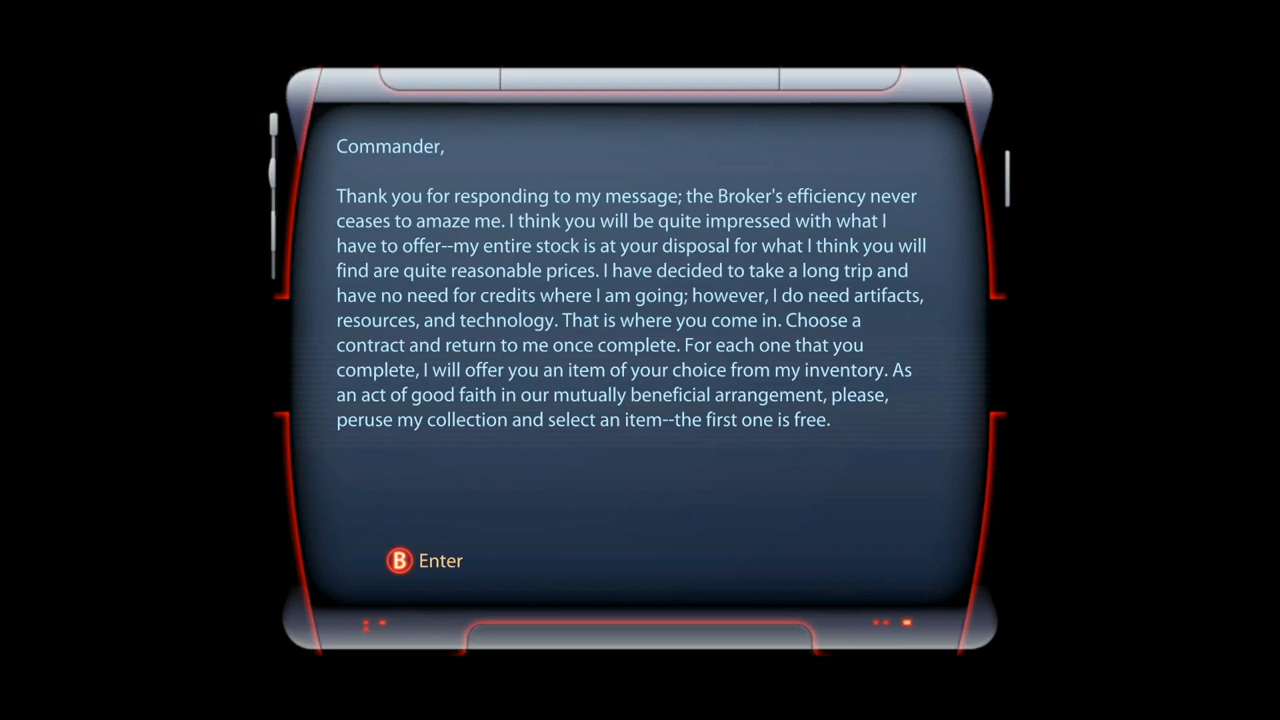 Commander,
Thank you for responding to my message; the Broker's efficiency never
ceases to amaze me. I think you will be quite impressed with what I
have to offer--my entire stock is at your disposal for what I think you will
find are quite reasonable prices. I have decided to take a long trip and
have no need for credits where I am going; however, I do need artifacts,
resources, and technology. That is where you come in. Choose a
contract and return to me once complete. For each one that you
complete, I will offer you an item of your choice from my inventory. As
an act of good faith in our mutually beneficial arrangement, please,
peruse my collection and select an item--the first one is free.
B Enter